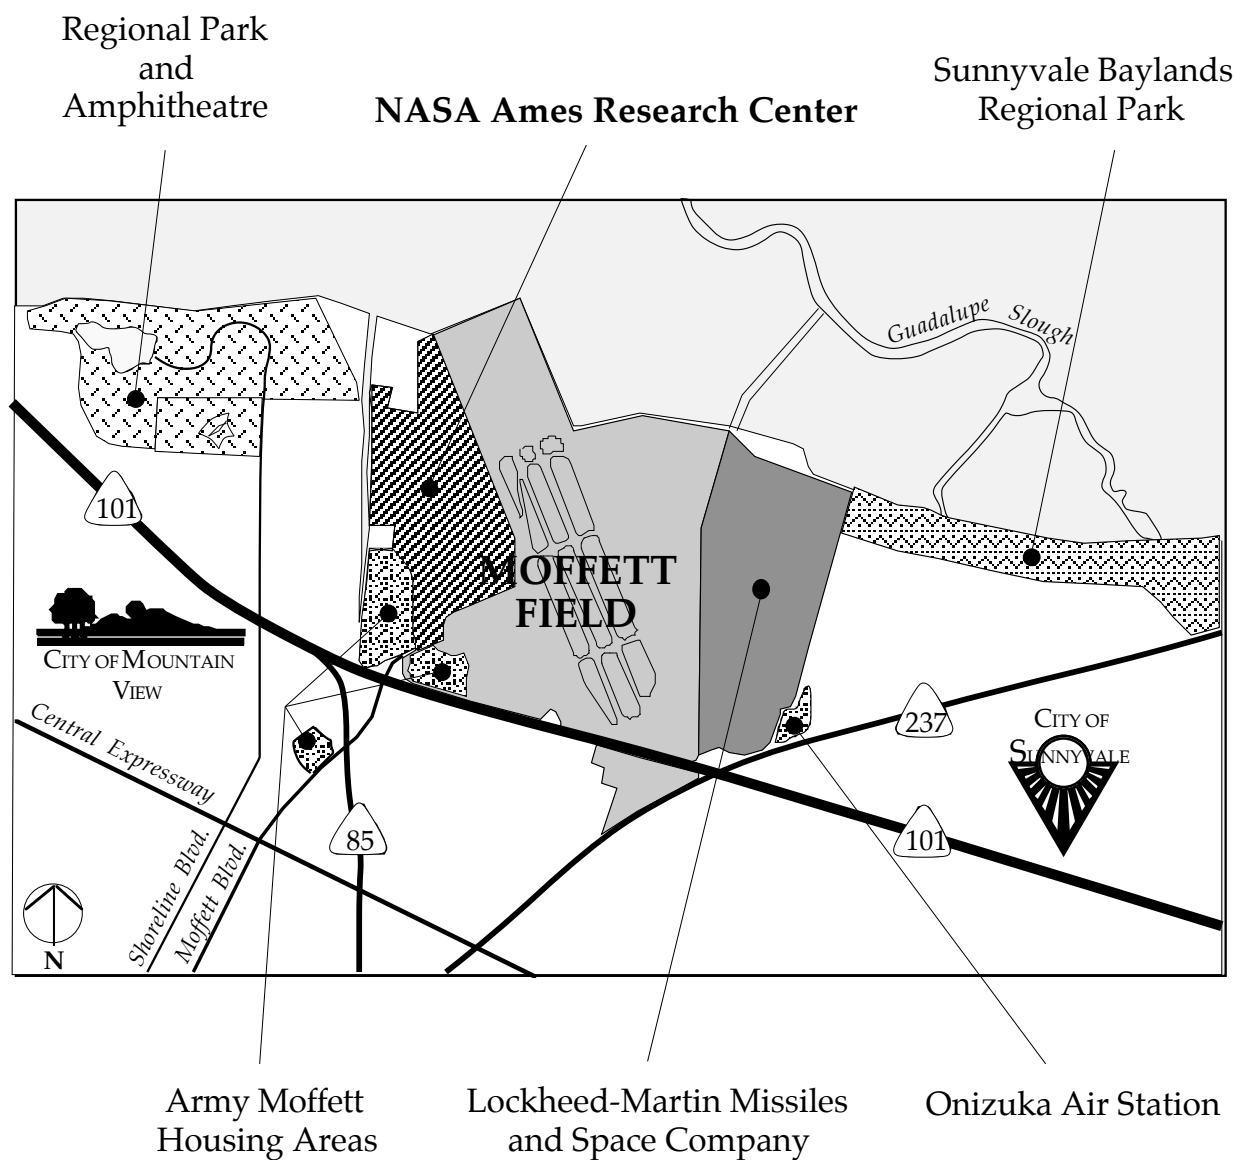 Regional Park
and
Amphitheatre
NASA Ames Research Center
Sunnyvale Baylands
Regional Park
Guadalupe Slough
101
MOFFETT
FIELD
CITY OF MOUNTAIN
VIEW
Central Expressway
237
CITY OF
SUNNYVALE
85
101
Shoreline Blvd.
Moffett Blvd.
N
Army Moffett
Housing Areas
Lockheed-Martin Missiles
and Space Company
Onizuka Air Station